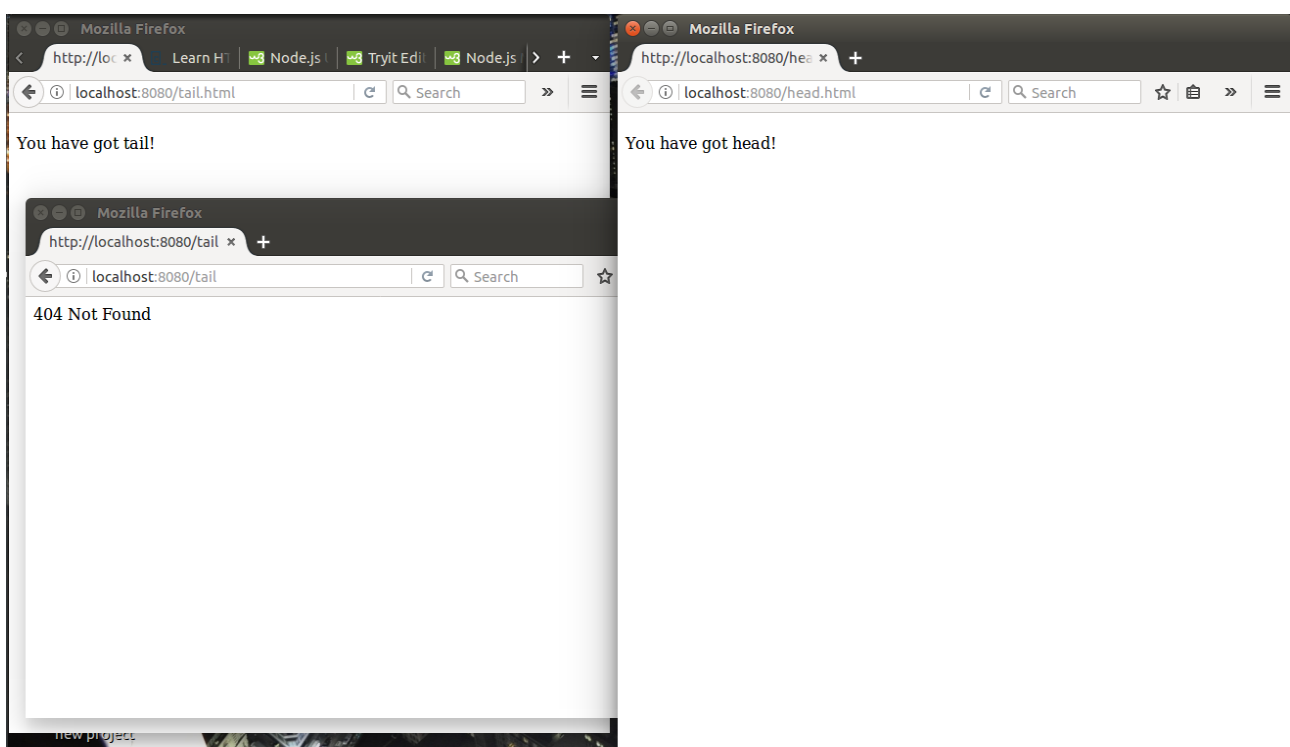 Mozilla Firefox
http://loc Learn HT Node.js Tryit Edi Node.js
localhost:8080/tail.html Search
You have got tail!
Mozilla Firefox
http://localhost:8080/tail
localhost:8080/tail Search
404 Not Found
new project
Mozilla Firefox
http://localhost:8080/hea
localhost:8080/head.html Search
You have got head!